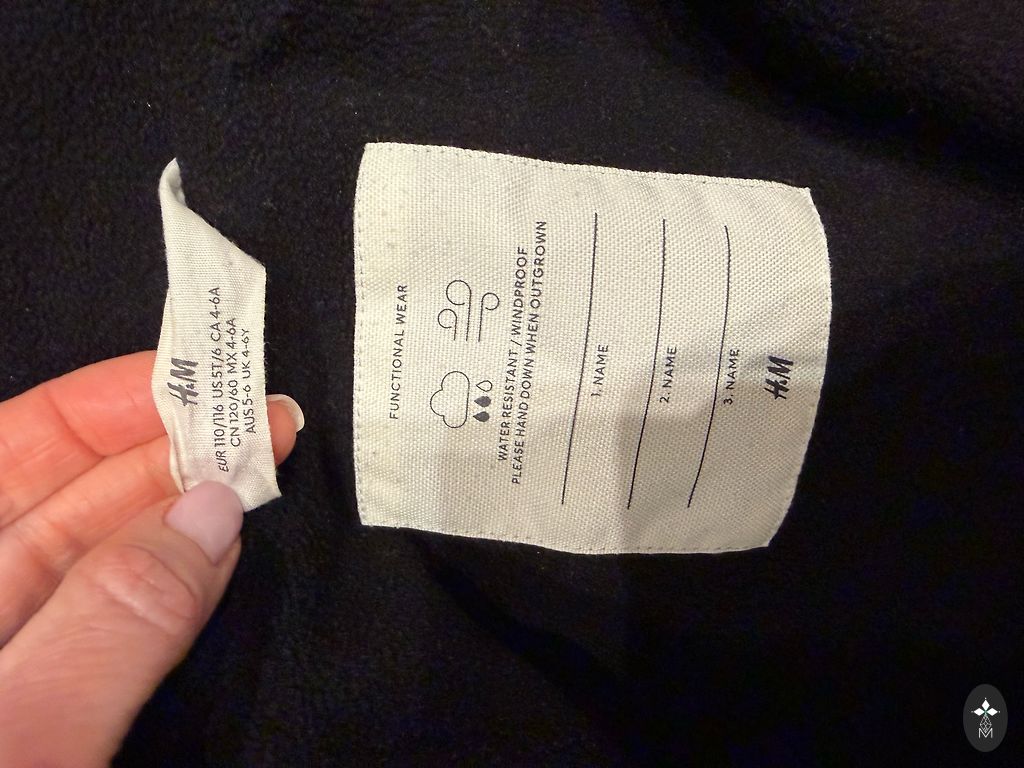 H&M
EUR 110/116 US 5T/6 CA 4-6A
CN 120/60 MX 4-6A
AUS 5-6 UK 4-6Y
FUNCTIONAL WEAR
WATER RESISTANT / WINDPROOF
PLEASE HAND DOWN WHEN OUTGROWN
1. NAME
2. NAME
3. NAME
H&M
M